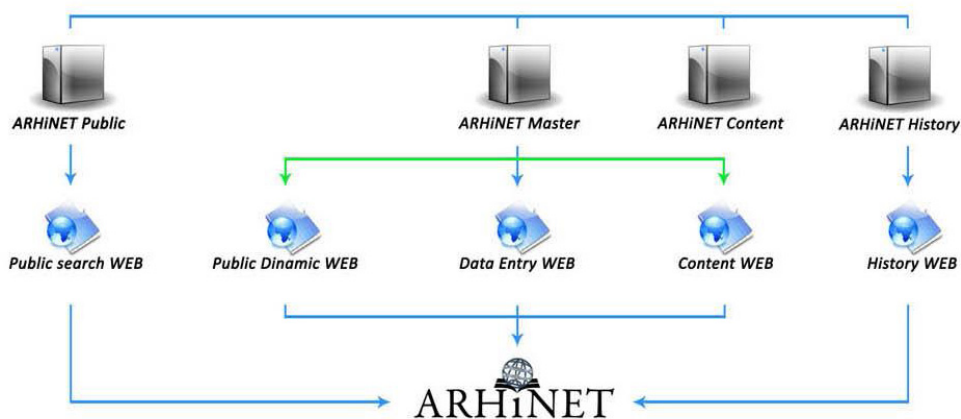 ARHiNET Public
ARHiNET Master
ARHiNET Content
ARHiNET History
Public search WEB
Public Dinamic WEB
Data Entry WEB
Content WEB
History WEB
ARHiNET